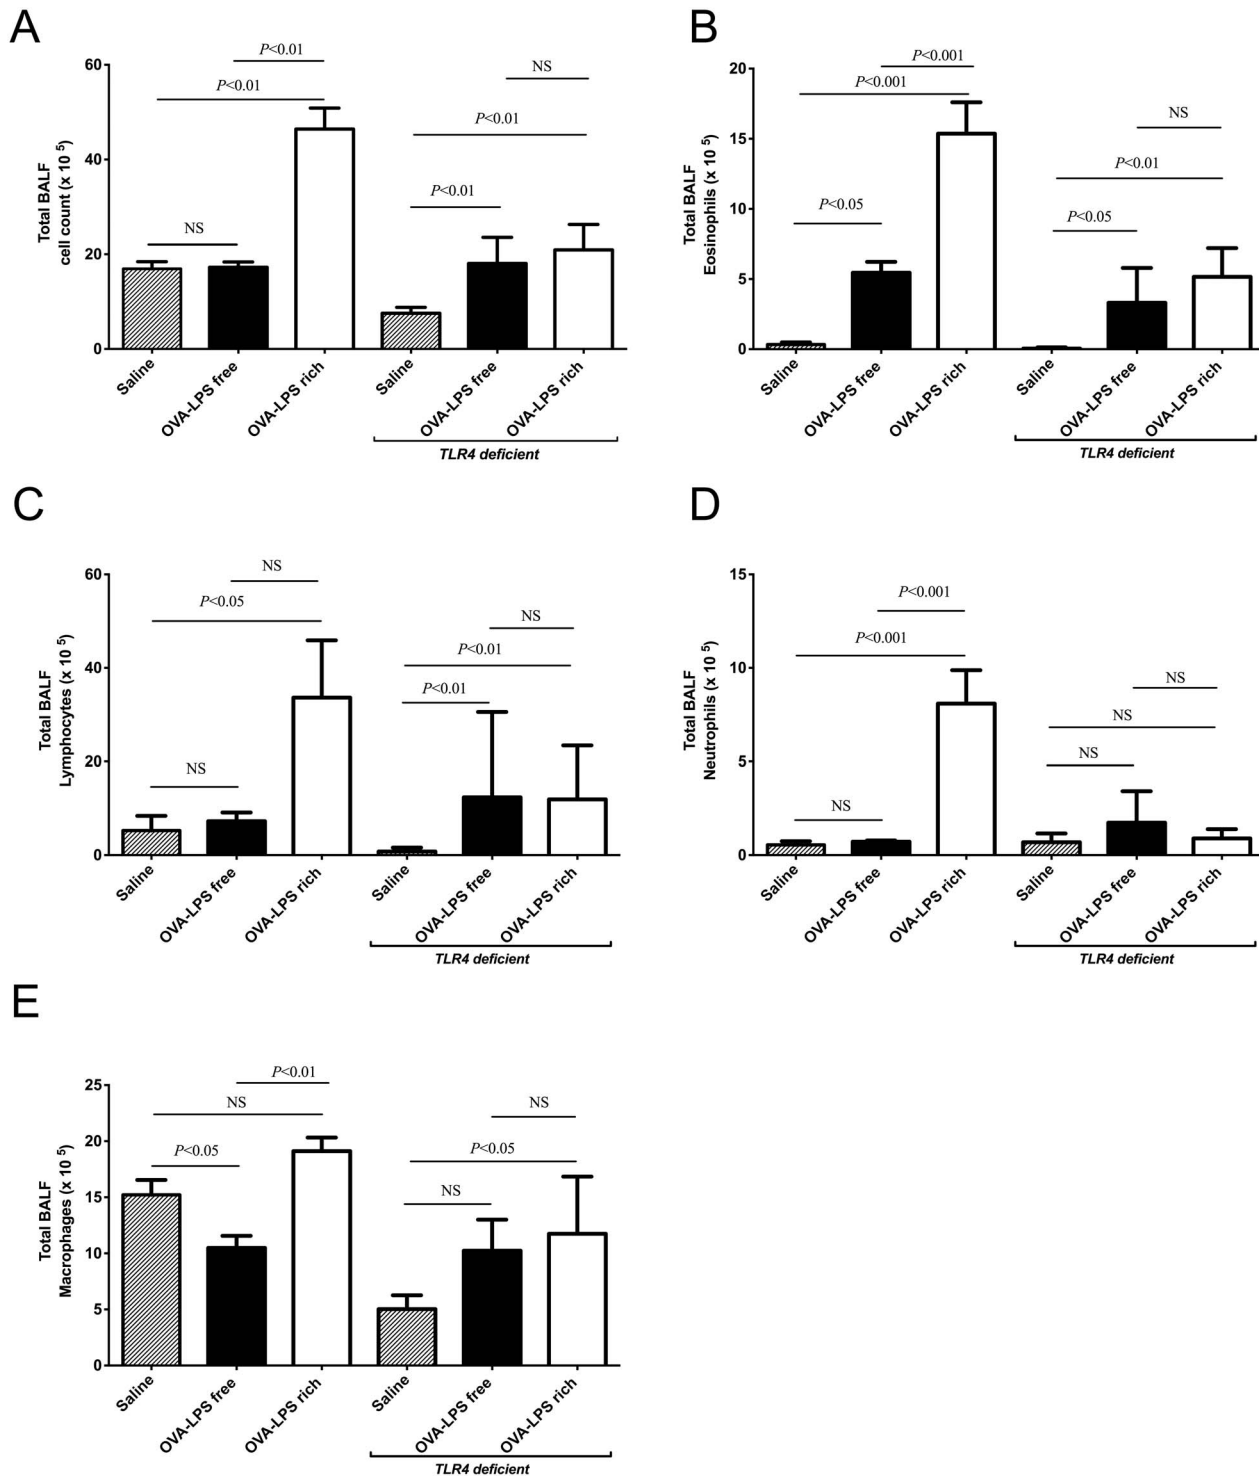 A
P<0.01
P<0.01
NS
NS
P<0.01
P<0.01
Total BALF
cell count (x 10 5)
60
40
20
0
Saline
OVA-LPS free
OVA-LPS rich
Saline
OVA-LPS free
OVA-LPS rich
TLR4 deficient
B
P<0.001
P<0.001
P<0.05
NS
P<0.01
P<0.05
Total BALF
Eosinophils (x 10 5)
20
15
10
5
0
Saline
OVA-LPS free
OVA-LPS rich
Saline
OVA-LPS free
OVA-LPS rich
TLR4 deficient
C
NS
P<0.05
NS
NS
P<0.01
P<0.01
Total BALF
Lymphocytes (x 10 5)
60
40
20
0
Saline
OVA-LPS free
OVA-LPS rich
Saline
OVA-LPS free
OVA-LPS rich
TLR4 deficient
D
P<0.001
P<0.001
NS
NS
NS
NS
Total BALF
Neutrophils (x 10 5)
15
10
5
0
Saline
OVA-LPS free
OVA-LPS rich
Saline
OVA-LPS free
OVA-LPS rich
TLR4 deficient
E
P<0.01
NS
P<0.05
NS
P<0.05
NS
Total BALF
Macrophages (x 10 5)
25
20
15
10
5
0
Saline
OVA-LPS free
OVA-LPS rich
Saline
OVA-LPS free
OVA-LPS rich
TLR4 deficient